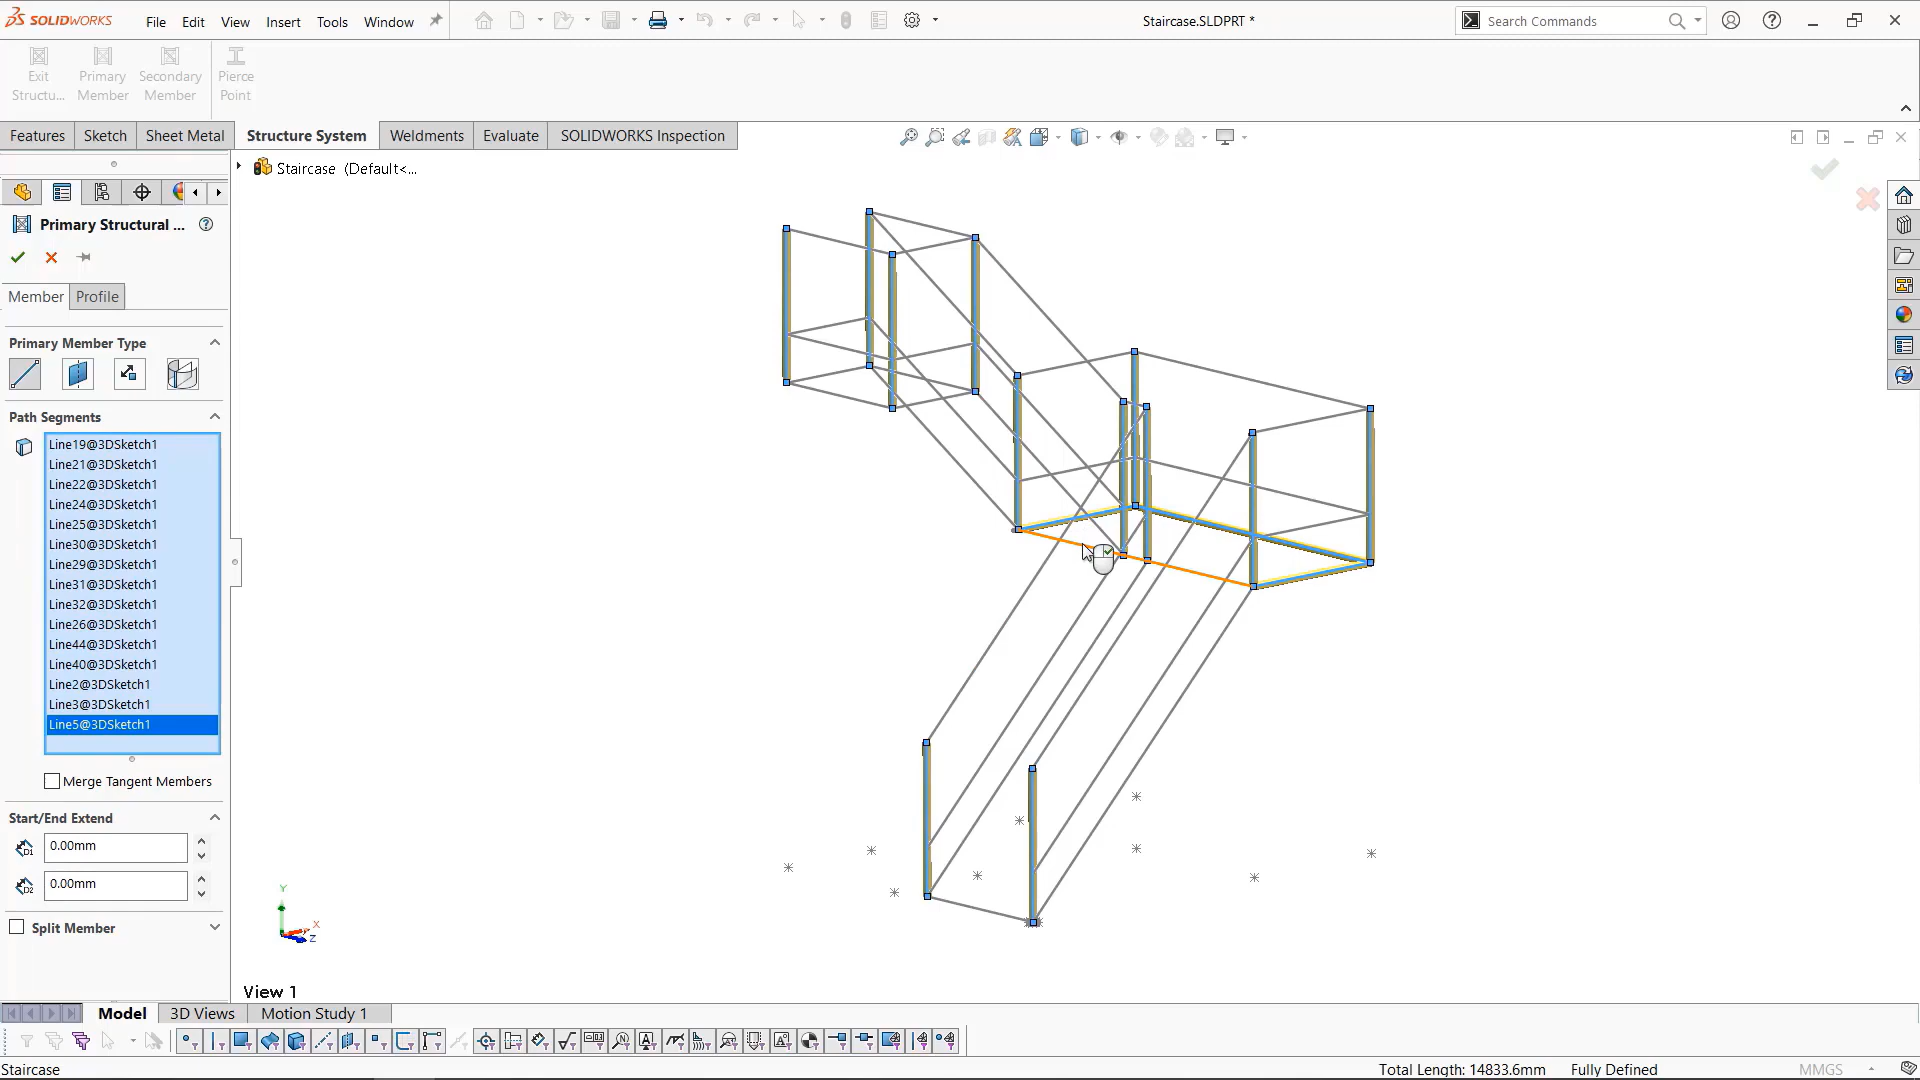 SOLIDWORKS File Edit View Insert Tools Window Staircase.SLDPRT * Search Commands
Exit Structu... Primary Member Secondary Member Pierce Point
Features Sketch Sheet Metal Structure System Weldments Evaluate SOLIDWORKS Inspection
Staircase (Default<...
Primary Structural ...
Member Profile
Primary Member Type
Path Segments
Line19@3DSketch1
Line21@3DSketch1
Line22@3DSketch1
Line24@3DSketch1
Line25@3DSketch1
Line30@3DSketch1
Line29@3DSketch1
Line31@3DSketch1
Line32@3DSketch1
Line26@3DSketch1
Line44@3DSketch1
Line40@3DSketch1
Line2@3DSketch1
Line3@3DSketch1
Line5@3DSketch1
Merge Tangent Members
Start/End Extend
D1 0.00mm
D2 0.00mm
Split Member
Y
X
Z
View 1
Model 3D Views Motion Study 1
Staircase Total Length: 14833.6mm Fully Defined MMGS